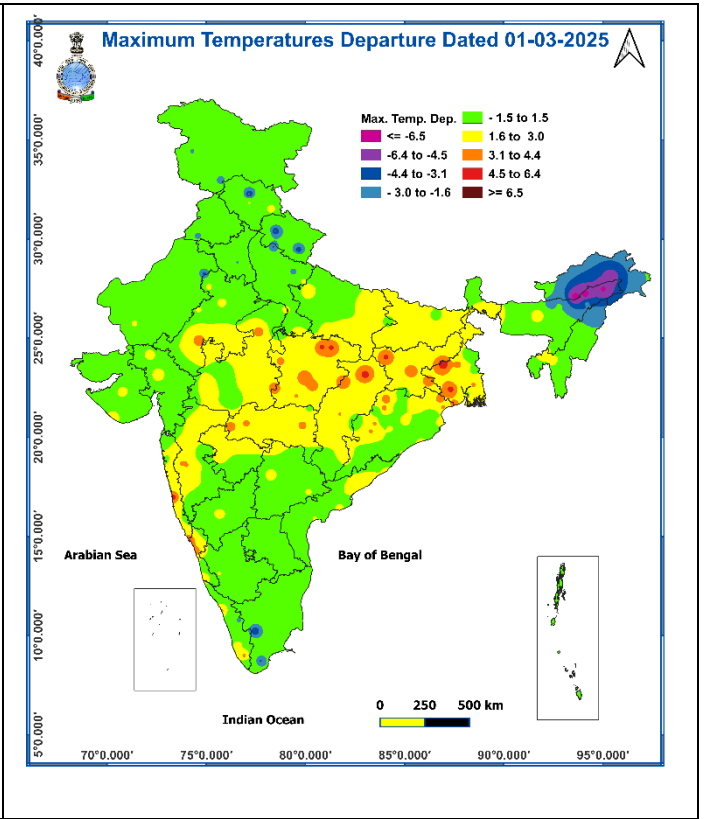 Maximum Temperatures Departure Dated 01-03-2025
40°0.000'
35°0.000'
30°0.000'
25°0.000'
20°0.000'
15°0.000'
10°0.000'
5°0.000'
Max. Temp. Dep.
<= -6.5
-6.4 to -4.5
-4.4 to -3.1
- 3.0 to -1.6
- 1.5 to 1.5
1.6 to 3.0
3.1 to 4.4
4.5 to 6.4
>= 6.5
Arabian Sea
Bay of Bengal
Indian Ocean
0 250 500 km
70°0.000' 75°0.000' 80°0.000' 85°0.000' 90°0.000' 95°0.000'